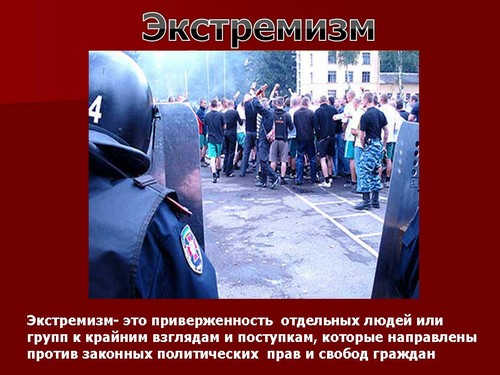 Экстремизм
4
Экстремизм- это приверженность  отдельных людей или
групп к крайним взглядам и поступкам, которые направлены
против законных политических  прав и свобод граждан